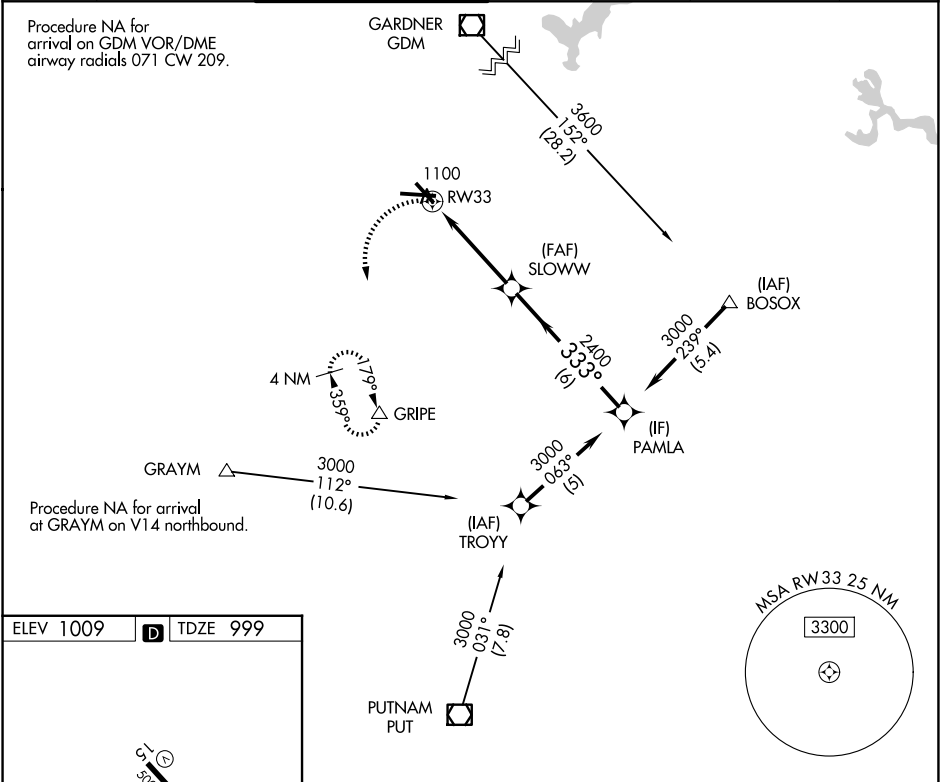 Procedure NA for
arrival on GDM VOR/DME
airway radials 071 CW 209.
GARDNER
GDM
3600
152°
(28.2)
1100
RW33
(FAF)
SLOWW
(IAF)
BOSOX
3000
239°
(5.4)
2400
333°
(6)
4 NM
179°
359°
GRIPE
(IF)
PAMLA
GRAYM
3000
112°
(10.6)
3000
063°
(5)
Procedure NA for arrival
at GRAYM on V14 northbound.
(IAF)
TROYY
MSA RW33 25 NM
3300
ELEV 1009
D
TDZE 999
3000
031°
(7.8)
PUTNAM
PUT
15
V